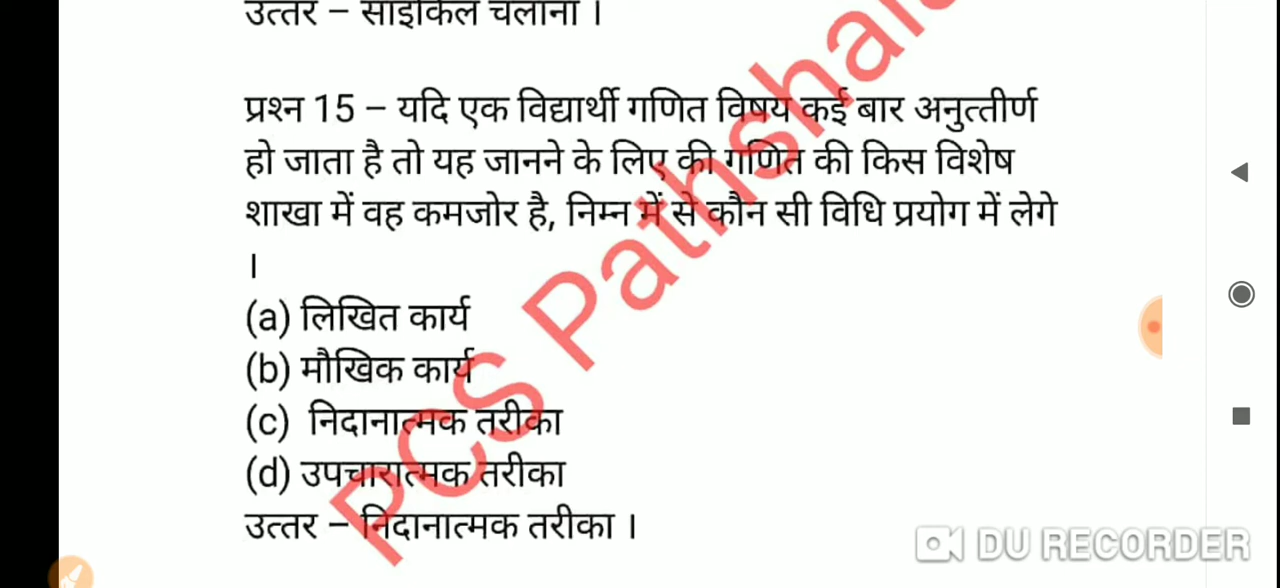 उत्तर – साइकिल चलाना ।
प्रश्न 15 – यदि एक विद्यार्थी गणित विषय कई बार अनुत्तीर्ण
हो जाता है तो यह जानने के लिए की गणित की किस विशेष
शाखा में वह कमजोर है, निम्न में से कौन सी विधि प्रयोग में लेगे
।
(a) लिखित कार्य
(b) मौखिक कार्य
(c) निदानात्मक तरीका
(d) उपचारात्मक तरीका
उत्तर – निदानात्मक तरीका ।
PCS Pathshala
DU RECORDER